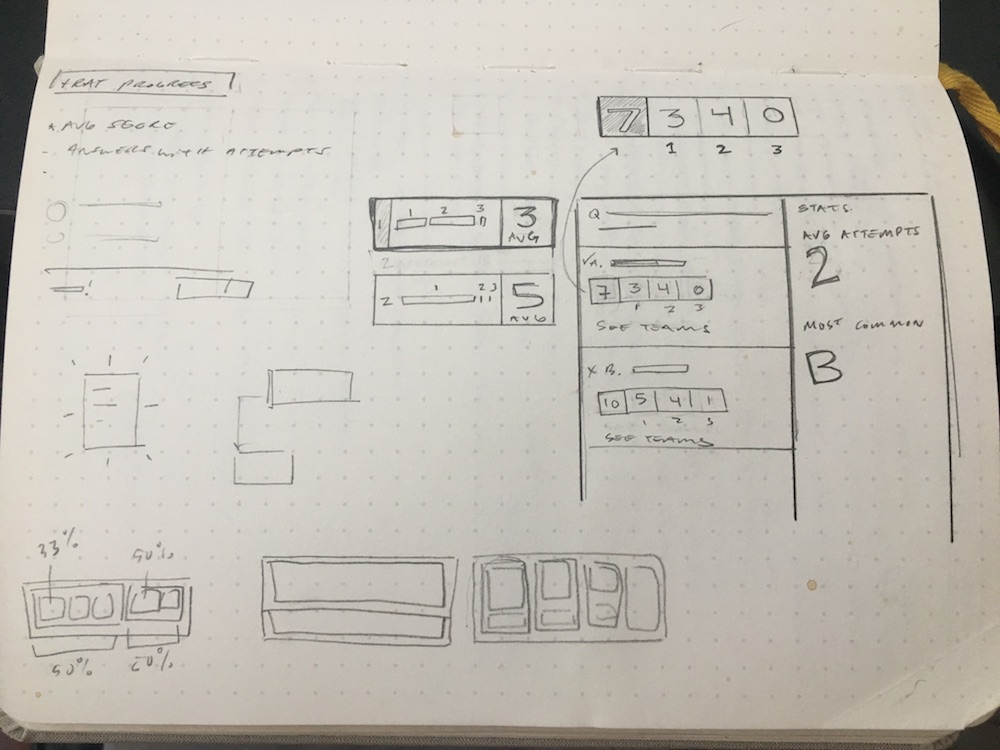 TRAT PROGRESS
* AVG SCORE
- ANSWERS WITH ATTEMPTS
7 3 4 0
1 2 3
1 1 2 3 3 AVG
2
2 1 2 3 5 AVG
Q
√A.
7 3 4 0
1 2 3
SEE TEAMS
X B.
10 5 4 1
1 2 3
SEE TEAMS
STATS
AVG ATTEMPTS
2
MOST COMMON
B
33% 50%
50% 50%